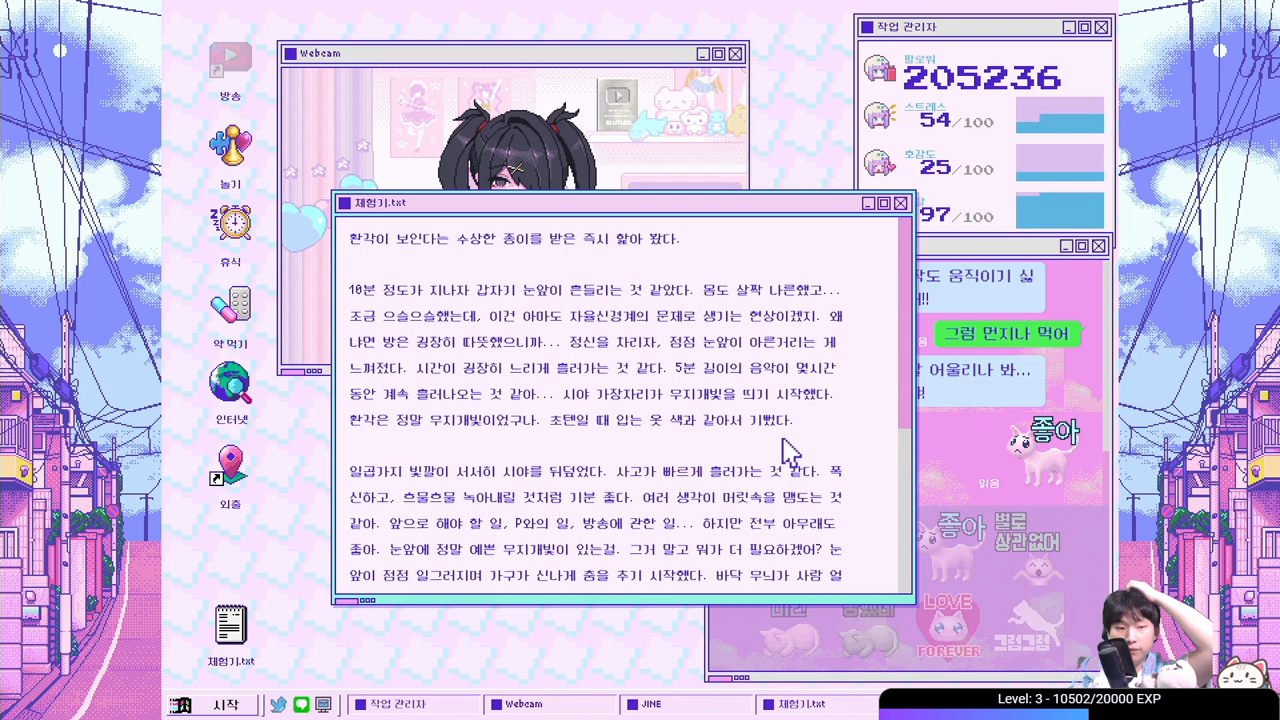 Webcam
작업 관리자
팔로워
205236
스트레스
54/100
호감도
25/100
97/100
방송
놀기
휴식
약 먹기
인터넷
외출
체험기.txt
체험기.txt
환각이 보인다는 수상한 종이를 받은 즉시 핥아 봤다.
10분 정도가 지나자 갑자기 눈앞이 흔들리는 것 같았다. 몸도 살짝 나른했고...
조금 으슬으슬했는데, 이건 아마도 자율신경계의 문제로 생기는 현상이겠지. 왜
냐면 방은 굉장히 따뜻했으니까... 정신을 차리자, 점점 눈앞이 아른거리는 게
느껴졌다. 시간이 굉장히 느리게 흘러가는 것 같다. 5분 길이의 음악이 몇시간
동안 계속 흘러나오는 것 같아... 시야 가장자리가 무지개빛을 띄기 시작했다.
환각은 정말 무지개빛이었구나. 초텐일 때 입는 옷 색과 같아서 기뻤다.
일곱가지 빛깔이 서서히 시야를 뒤덮었다. 사고가 빠르게 흘러가는 것 같다. 폭
신하고, 흐물흐물 녹아내릴 것처럼 기분 좋다. 여러 생각이 머릿속을 맴도는 것
같아. 앞으로 해야 할 일, P와의 일, 방송에 관한 일... 하지만 전부 아무래도
좋아. 눈앞에 정말 예쁜 무지개빛이 있는걸. 그거 말고 뭐가 더 필요하겠어? 눈
앞이 점점 일그러지며 가구가 신나게 춤을 추기 시작했다. 바닥 무늬가 사람 얼
도 움직이기 싫
!!
그럼 먼지나 먹어
어울리나 봐...
!
좋아
읽음
좋아
별로
상관없어
LOVE
FOREVER
그럼그럼
시작
작업 관리자
Webcam
JINE
체험기.txt
Level: 3 - 10502/20000 EXP